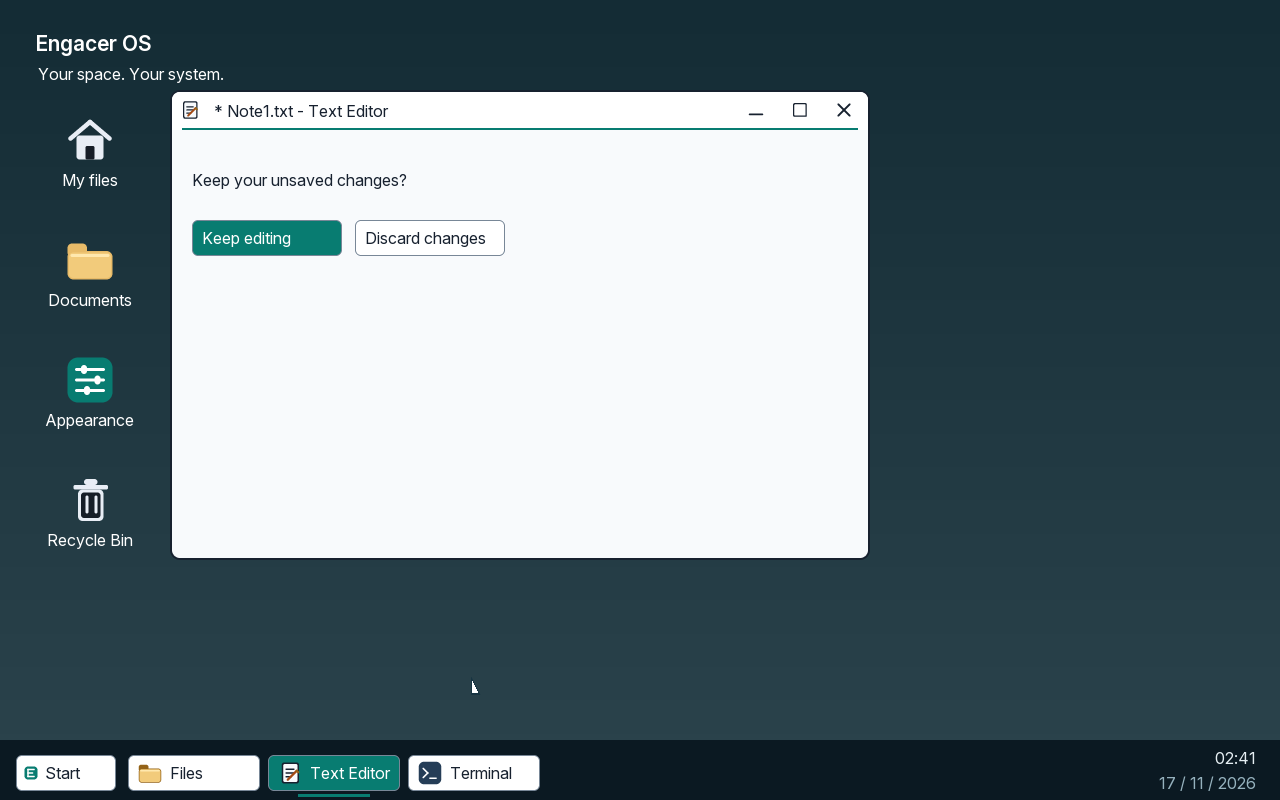 Engacer OS
Your space. Your system.
* Note1.txt - Text Editor
My files
Keep your unsaved changes?
Keep editing
Discard changes
Documents
Appearance
Recycle Bin
Start
Files
Text Editor
Terminal
02:41
17 / 11 / 2026